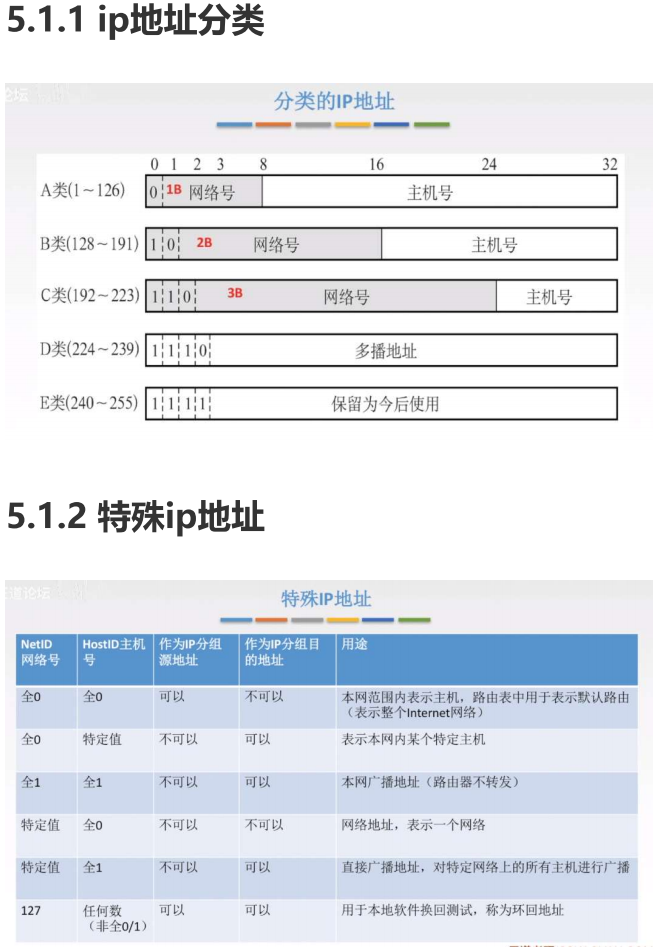 5.1.1 ip地址分类
论坛
分类的IP地址
0 1 2 3 8 16 24 32
A类(1～126) 0 1B 网络号 主机号
B类(128～191) 1 0 2B 网络号 主机号
C类(192～223) 1 1 0 3B 网络号 主机号
D类(224～239) 1 1 1 0 多播地址
E类(240～255) 1 1 1 1 保留为今后使用
5.1.2 特殊ip地址
道论坛
特殊IP地址
NetID HostID主机 作为IP分组 作为IP分组目 用途
网络号 号 源地址 的地址
全0 全0 可以 不可以 本网范围内表示主机，路由表中用于表示默认路由
（表示整个Internet网络）
全0 特定值 不可以 可以 表示本网内某个特定主机
全1 全1 不可以 可以 本网广播地址（路由器不转发）
特定值 全0 不可以 不可以 网络地址，表示一个网络
特定值 全1 不可以 可以 直接广播地址，对特定网络上的所有主机进行广播
127 任何数 可以 可以 用于本地软件换回测试，称为环回地址
（非全0/1）